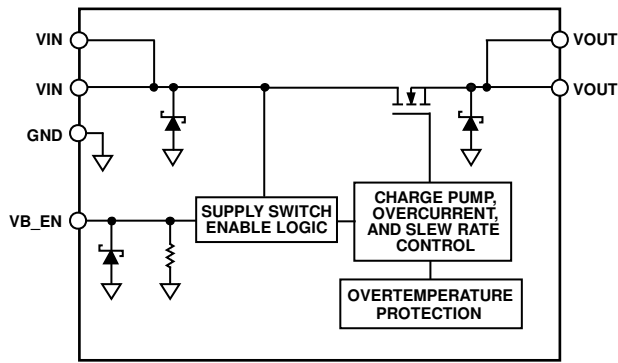 VIN
VOUT
VIN
VOUT
GND
VB_EN
SUPPLY SWITCH
ENABLE LOGIC
CHARGE PUMP,
OVERCURRENT,
AND SLEW RATE
CONTROL
OVERTEMPERATURE
PROTECTION